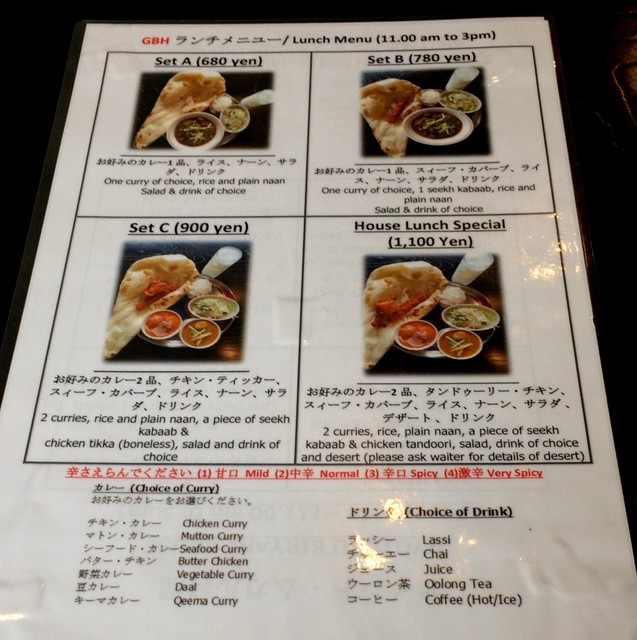 GBH ランチメニュー/ Lunch Menu (11.00 am to 3pm)
Set A (680 yen)
お好みのカレー1 品、ライス、ナーン、サラ
ダ、ドリンク
One curry of choice, rice and plain naan
Salad & drink of choice
Set B (780 yen)
お好みのカレー1 品、スィーフ・カバーブ、ライ
ス、ナーン、サラダ、ドリンク
One curry of choice, 1 seekh kabaab, rice and
plain naan
Salad & drink of choice
Set C (900 yen)
お好みのカレー2 品、チキン・ティッカー、
スィーフ・カバーブ、ライス、ナーン、サラ
ダ、ドリンク
2 curries, rice and plain naan, a piece of seekh
kabaab &
chicken tikka (boneless), salad and drink of
choice
House Lunch Special
(1,100 Yen)
お好みのカレー2 品、タンドゥーリー・チキン、
スィーフ・カバーブ、ライス、ナーン、サラダ、
デザート、ドリンク
2 curries, rice, plain naan, a piece of seekh
kabaab & chicken tandoori, salad, drink of choice
and desert (please ask waiter for details of desert)
辛さえらんでください (1) 甘口 Mild (2)中辛 Normal (3) 辛口 Spicy (4)激辛 Very Spicy
カレー (Choice of Curry)
お好みのカレーをお選びください。
チキン・カレー Chicken Curry
マトン・カレー Mutton Curry
シーフード・カレー Seafood Curry
バター・チキン Butter Chicken
野菜カレー Vegetable Curry
豆カレー Daal
キーマカレー Qeema Curry
ドリンク (Choice of Drink)
ラッシー Lassi
チャーエー Chai
ジュース Juice
ウーロン茶 Oolong Tea
コーヒー Coffee (Hot/Ice)